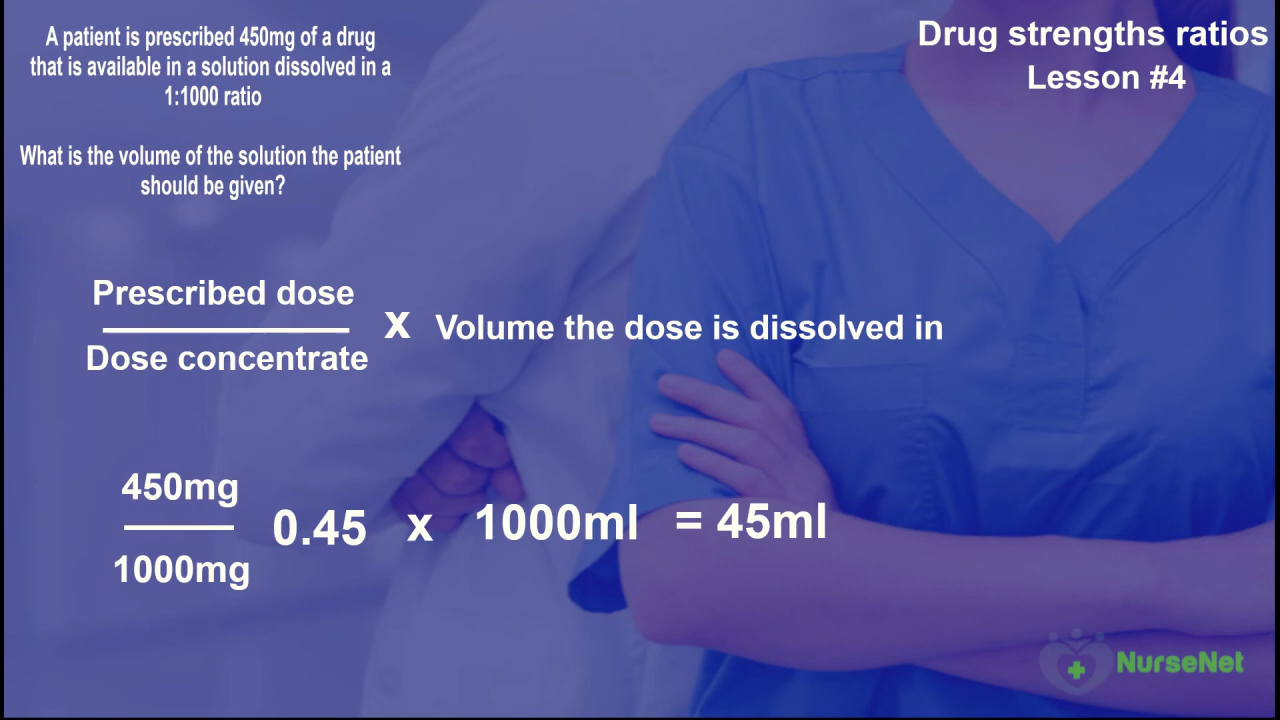 A patient is prescribed 450mg of a drug
that is available in a solution dissolved in a
1:1000 ratio
What is the volume of the solution the patient
should be given?
Drug strengths ratios
Lesson #4
Prescribed dose
Dose concentrate
x Volume the dose is dissolved in
450mg
1000mg
0.45 x 1000ml = 45ml
NurseNet